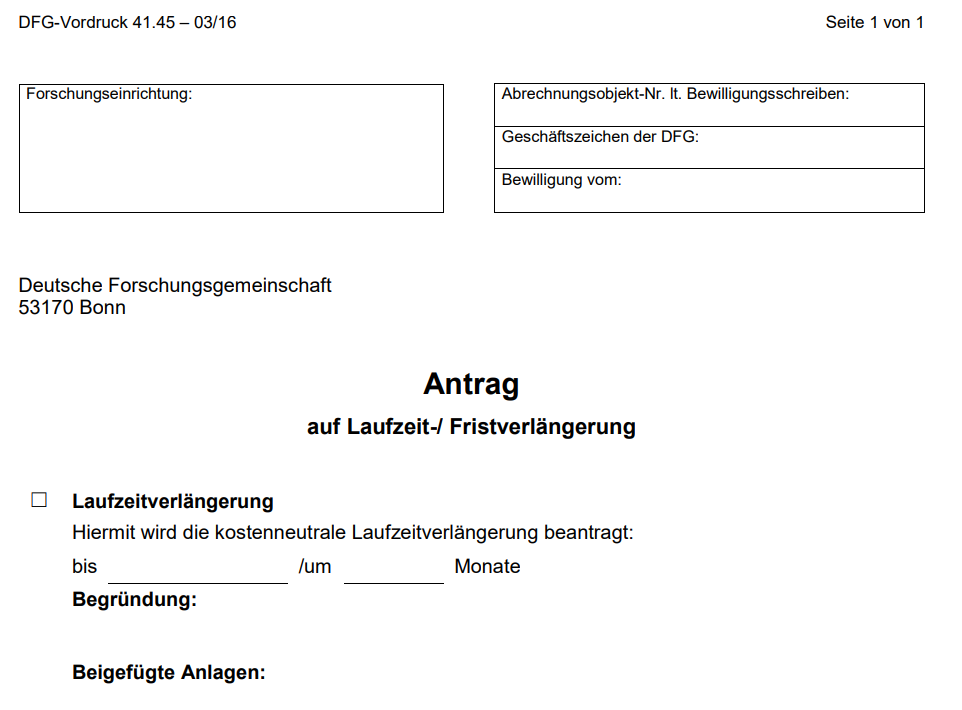 DFG-Vordruck 41.45 – 03/16
Seite 1 von 1
Forschungseinrichtung:
Abrechnungsobjekt-Nr. lt. Bewilligungsschreiben:
Geschäftszeichen der DFG:
Bewilligung vom:
Deutsche Forschungsgemeinschaft
53170 Bonn
Antrag
auf Laufzeit-/ Fristverlängerung
Laufzeitverlängerung
Hiermit wird die kostenneutrale Laufzeitverlängerung beantragt:
bis /um Monate
Begründung:
Beigefügte Anlagen: